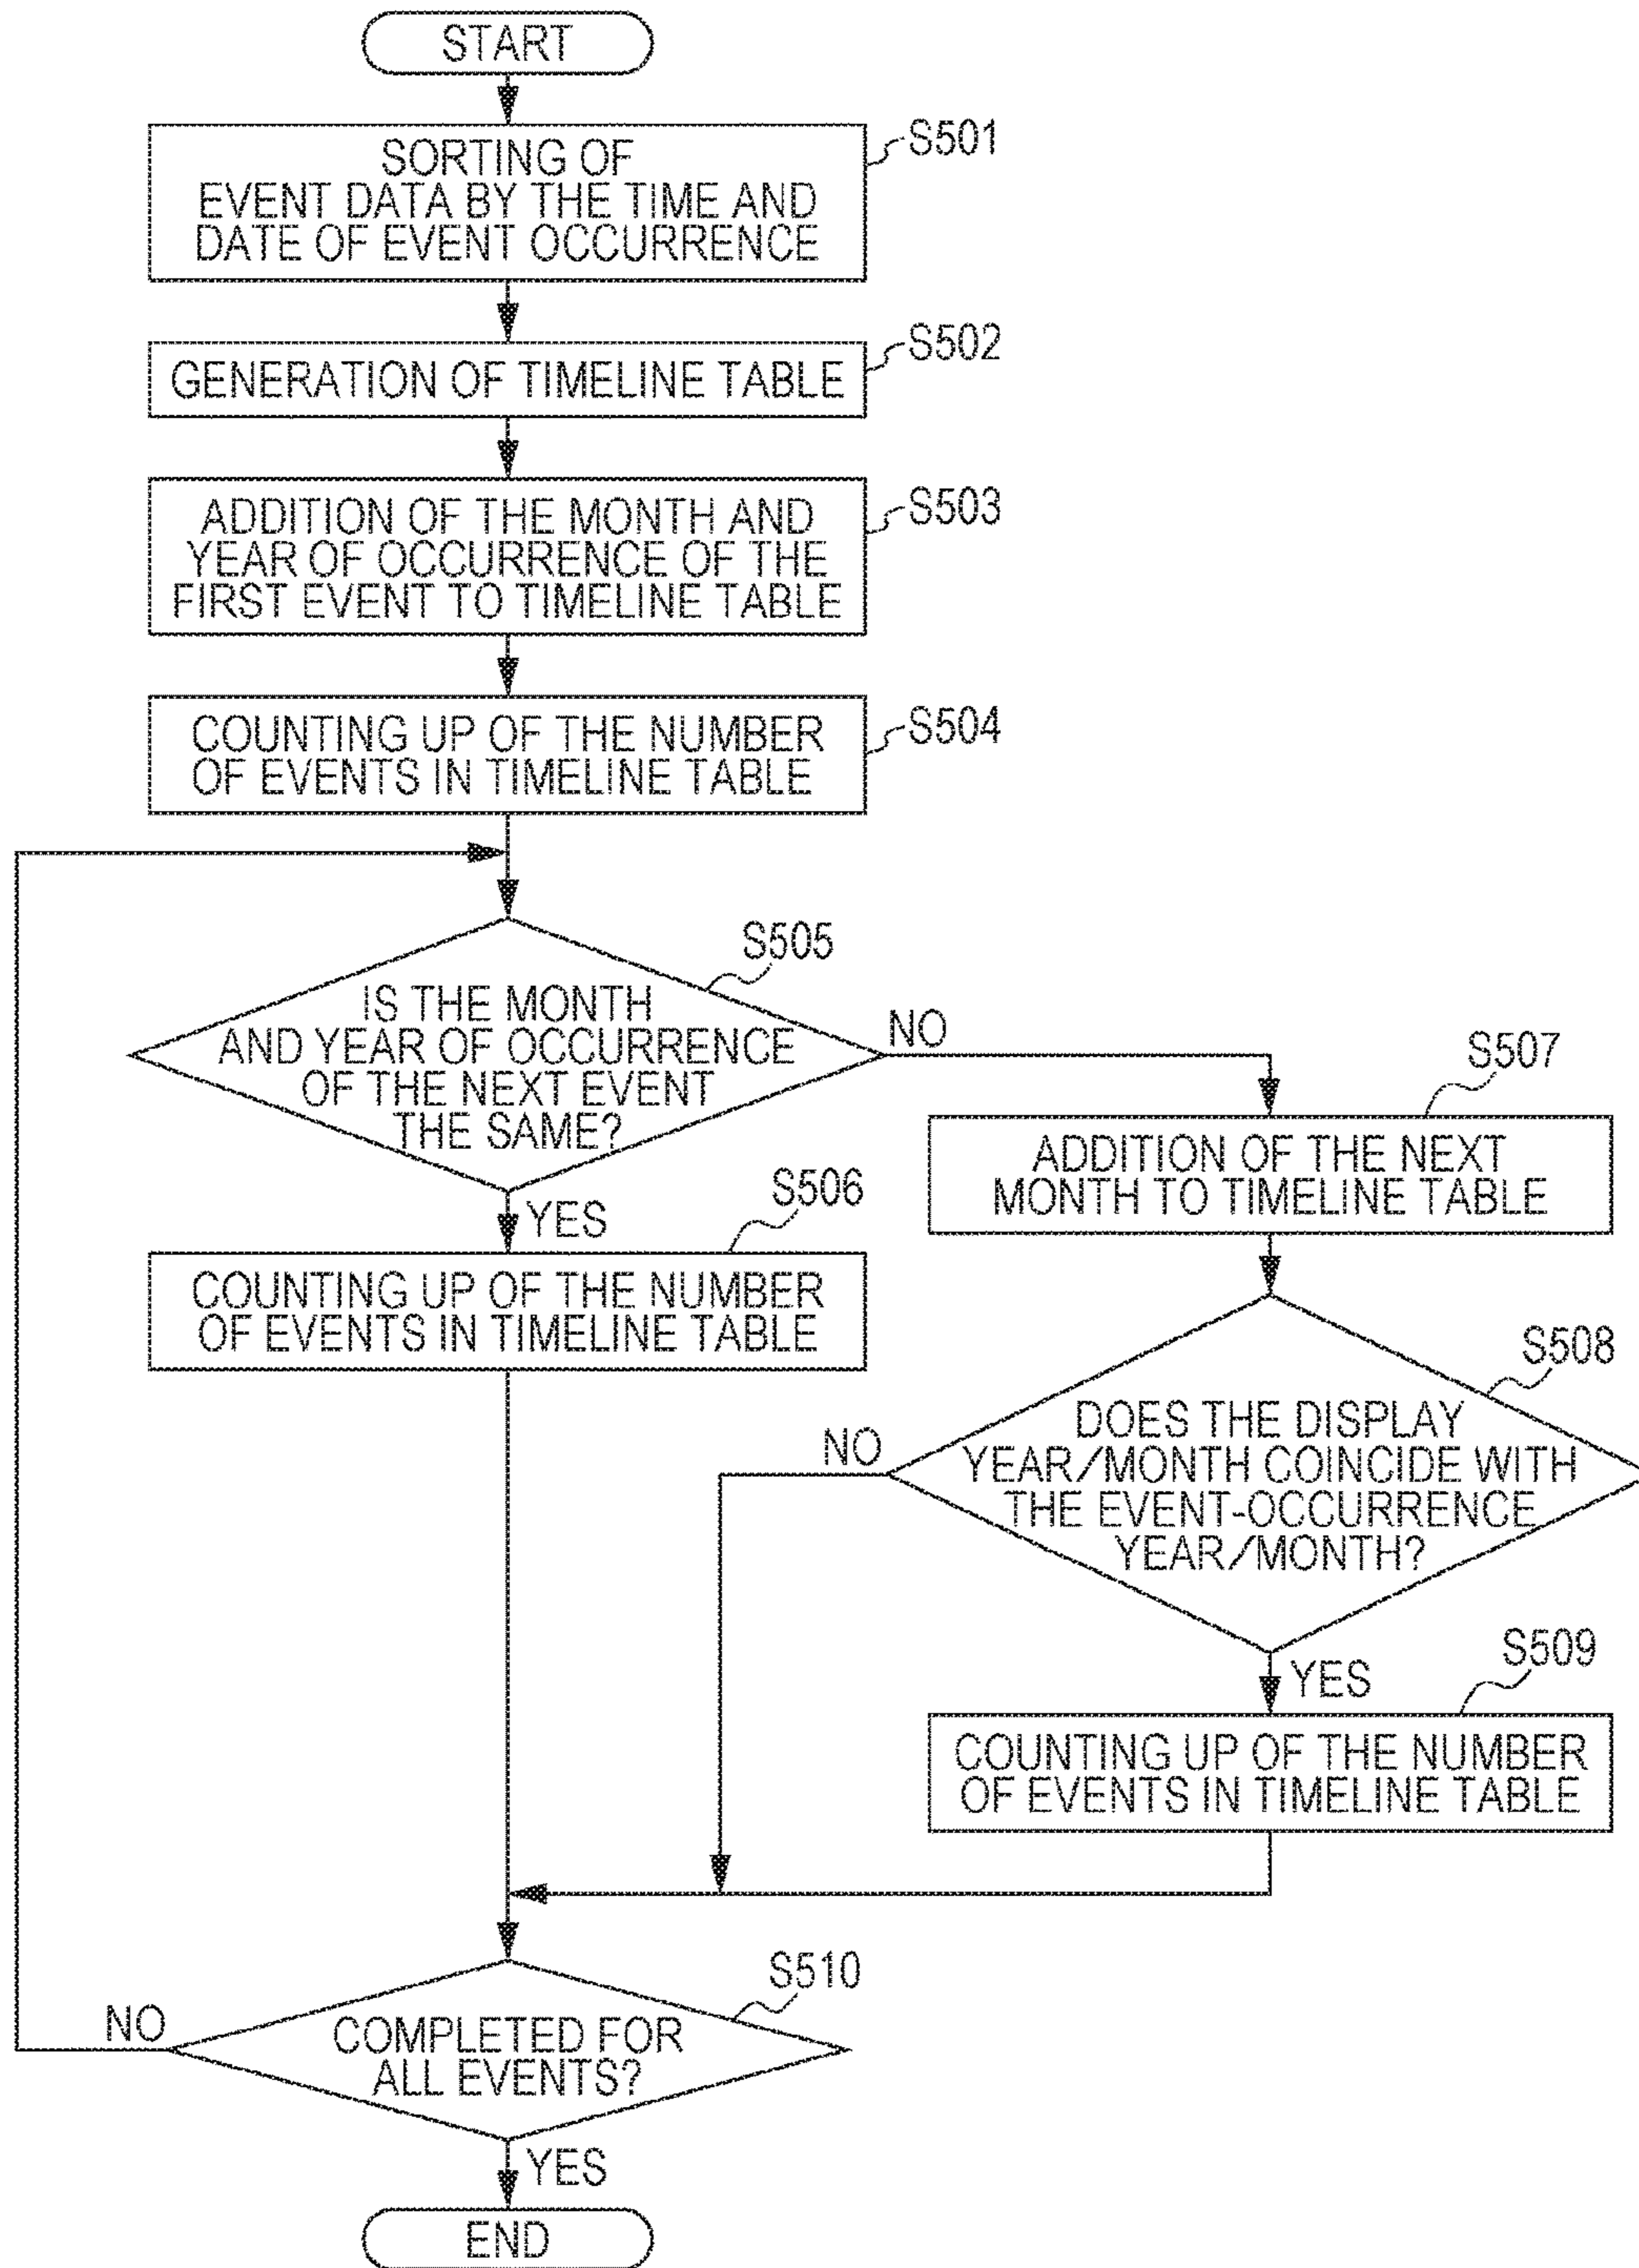 START
SORTING OF
EVENT DATA BY THE TIME AND
DATE OF EVENT OCCURRENCE
S501
GENERATION OF TIMELINE TABLE
S502
ADDITION OF THE MONTH AND
YEAR OF OCCURRENCE OF THE
FIRST EVENT TO TIMELINE TABLE
S503
COUNTING UP OF THE NUMBER
OF EVENTS IN TIMELINE TABLE
S504
S505
IS THE MONTH
AND YEAR OF OCCURRENCE
OF THE NEXT EVENT
THE SAME?
NO
YES
S506
COUNTING UP OF THE NUMBER
OF EVENTS IN TIMELINE TABLE
S507
ADDITION OF THE NEXT
MONTH TO TIMELINE TABLE
S508
DOES THE DISPLAY
YEAR/MONTH COINCIDE WITH
THE EVENT-OCCURRENCE
YEAR/MONTH?
NO
YES
S509
COUNTING UP OF THE NUMBER
OF EVENTS IN TIMELINE TABLE
S510
COMPLETED FOR
ALL EVENTS?
NO
YES
END